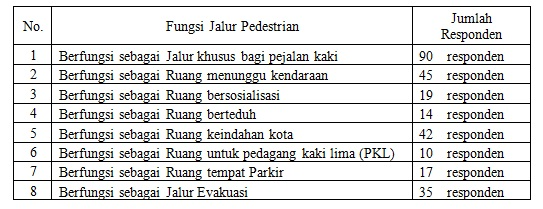 No. Fungsi Jalur Pedestrian Jumlah Responden
1 Berfungsi sebagai Jalur khusus bagi pejalan kaki 90 responden
2 Berfungsi sebagai Ruang menunggu kendaraan 45 responden
3 Berfungsi sebagai Ruang bersosialisasi 19 responden
4 Berfungsi sebagai Ruang berteduh 14 responden
5 Berfungsi sebagai Ruang keindahan kota 42 responden
6 Berfungsi sebagai Ruang untuk pedagang kaki lima (PKL) 10 responden
7 Berfungsi sebagai Ruang tempat Parkir 17 responden
8 Berfungsi sebagai Jalur Evakuasi 35 responden